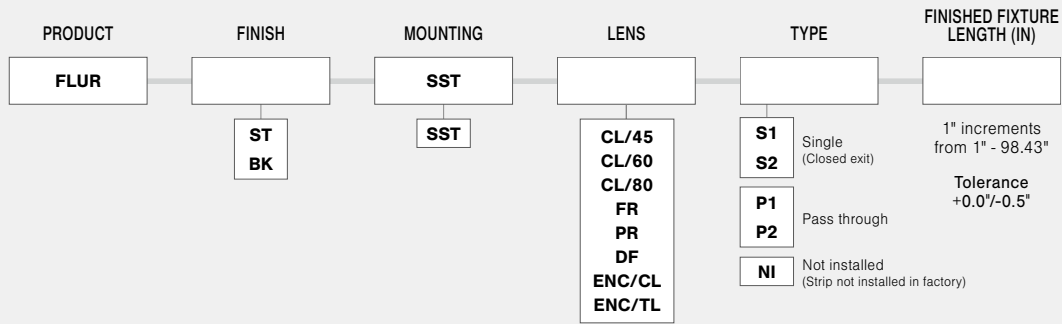 PRODUCT
FINISH
MOUNTING
LENS
TYPE
FINISHED FIXTURE
LENGTH (IN)
FLUR
SST
ST
BK
SST
CL/45
CL/60
CL/80
FR
PR
DF
ENC/CL
ENC/TL
S1
S2
Single
(Closed exit)
P1
P2
Pass through
NI
Not installed
(Strip not installed in factory)
1" increments
from 1" - 98.43"
Tolerance
+0.0"/-0.5"